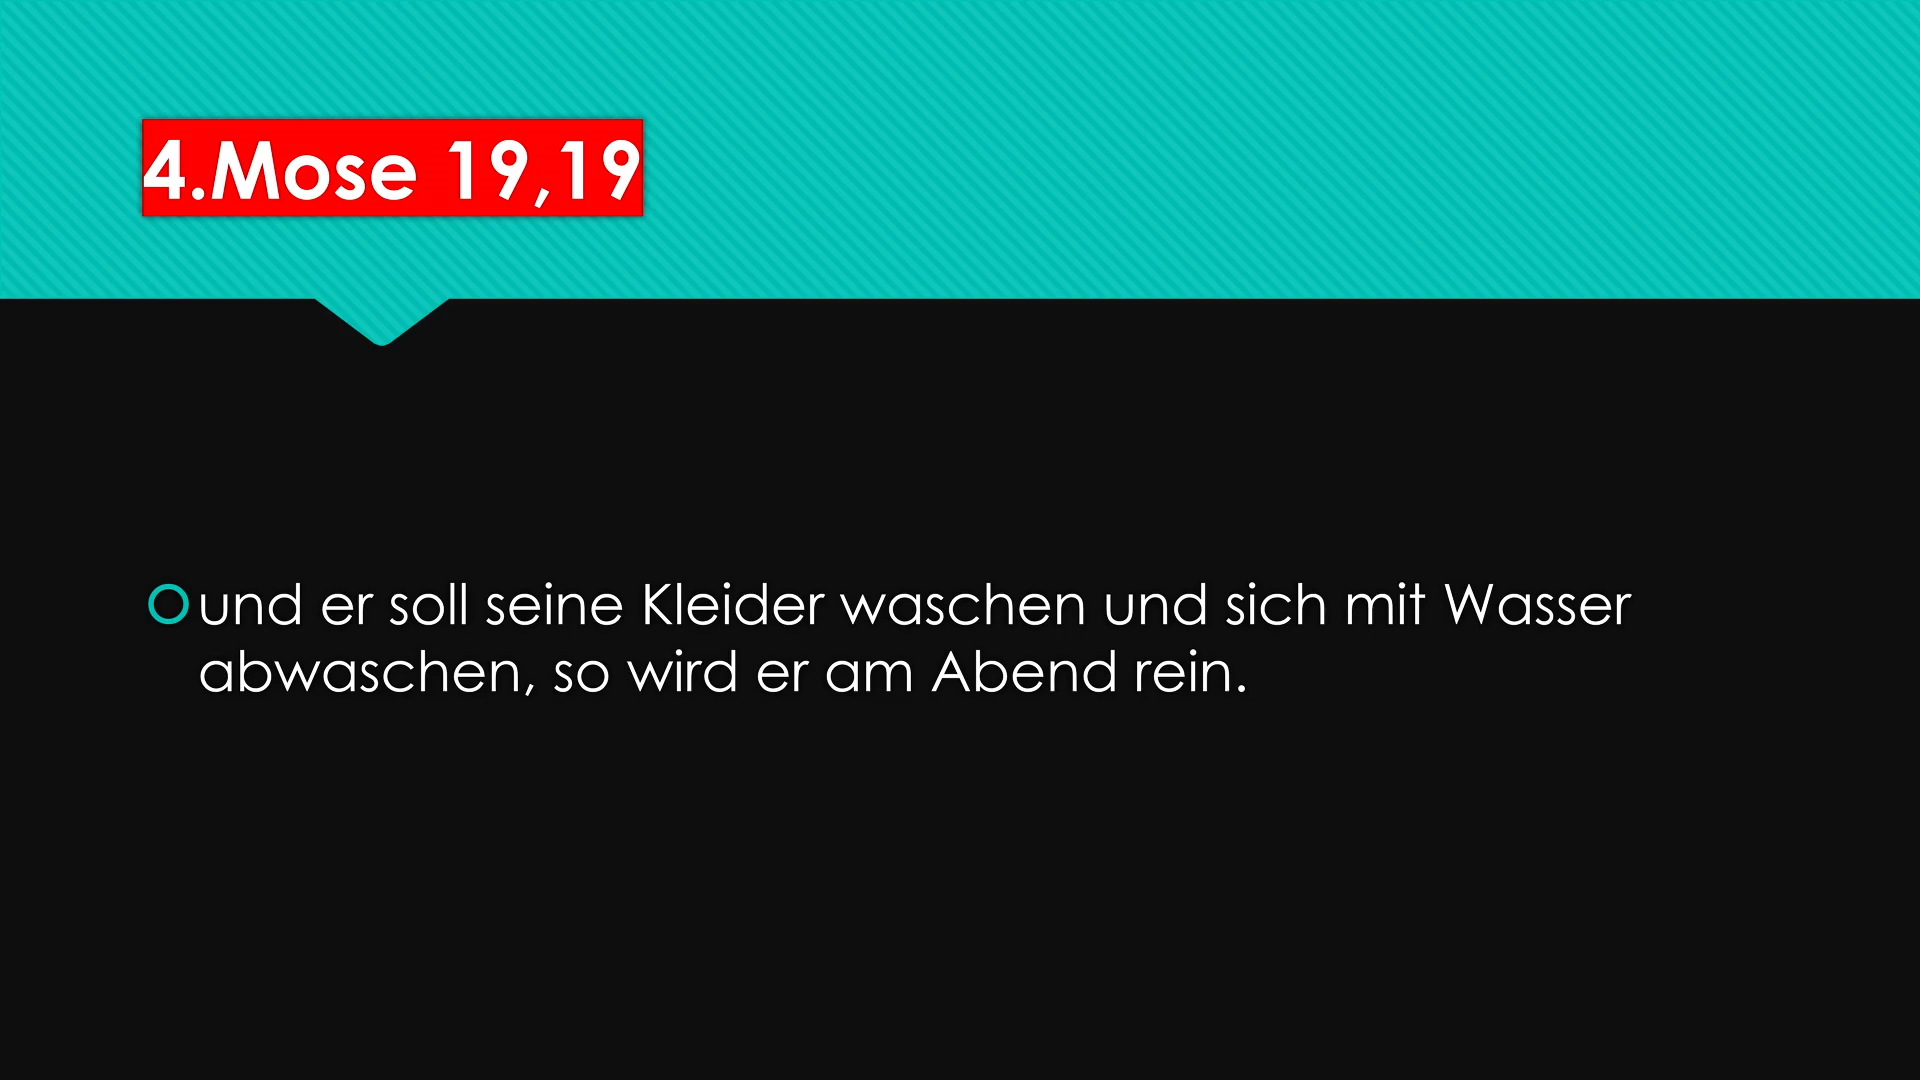 4.Mose 19,19
und er soll seine Kleider waschen und sich mit Wasser
abwaschen, so wird er am Abend rein.